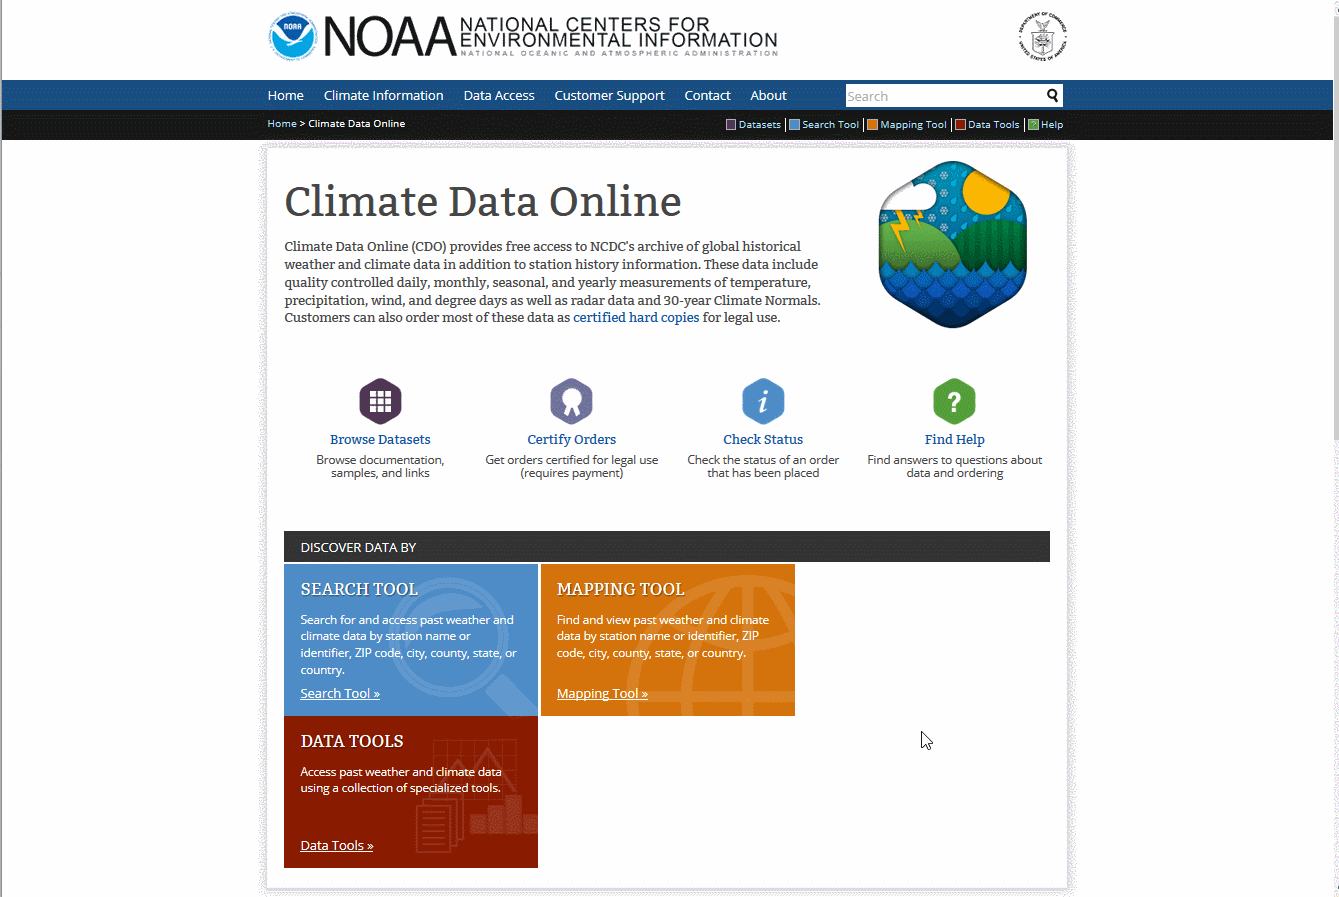 NOAA
NOAA
NATIONAL CENTERS FOR
ENVIRONMENTAL INFORMATION
NATIONAL OCEANIC AND ATMOSPHERIC ADMINISTRATION
DEPARTMENT OF COMMERCE
UNITED STATES OF AMERICA
Home Climate Information Data Access Customer Support Contact About Search
Home > Climate Data Online Datasets Search Tool Mapping Tool Data Tools ? Help
Climate Data Online
Climate Data Online (CDO) provides free access to NCDC's archive of global historical
weather and climate data in addition to station history information. These data include
quality controlled daily, monthly, seasonal, and yearly measurements of temperature,
precipitation, wind, and degree days as well as radar data and 30-year Climate Normals.
Customers can also order most of these data as certified hard copies for legal use.
i ?
Browse Datasets Certify Orders Check Status Find Help
Browse documentation, Get orders certified for legal use Check the status of an order Find answers to questions about
samples, and links (requires payment) that has been placed data and ordering
DISCOVER DATA BY
SEARCH TOOL
Search for and access past weather and
climate data by station name or
identifier, ZIP code, city, county, state, or
country.
Search Tool »
MAPPING TOOL
Find and view past weather and climate
data by station name or identifier, ZIP
code, city, county, state, or country.
Mapping Tool »
DATA TOOLS
Access past weather and climate data
using a collection of specialized tools.
Data Tools »